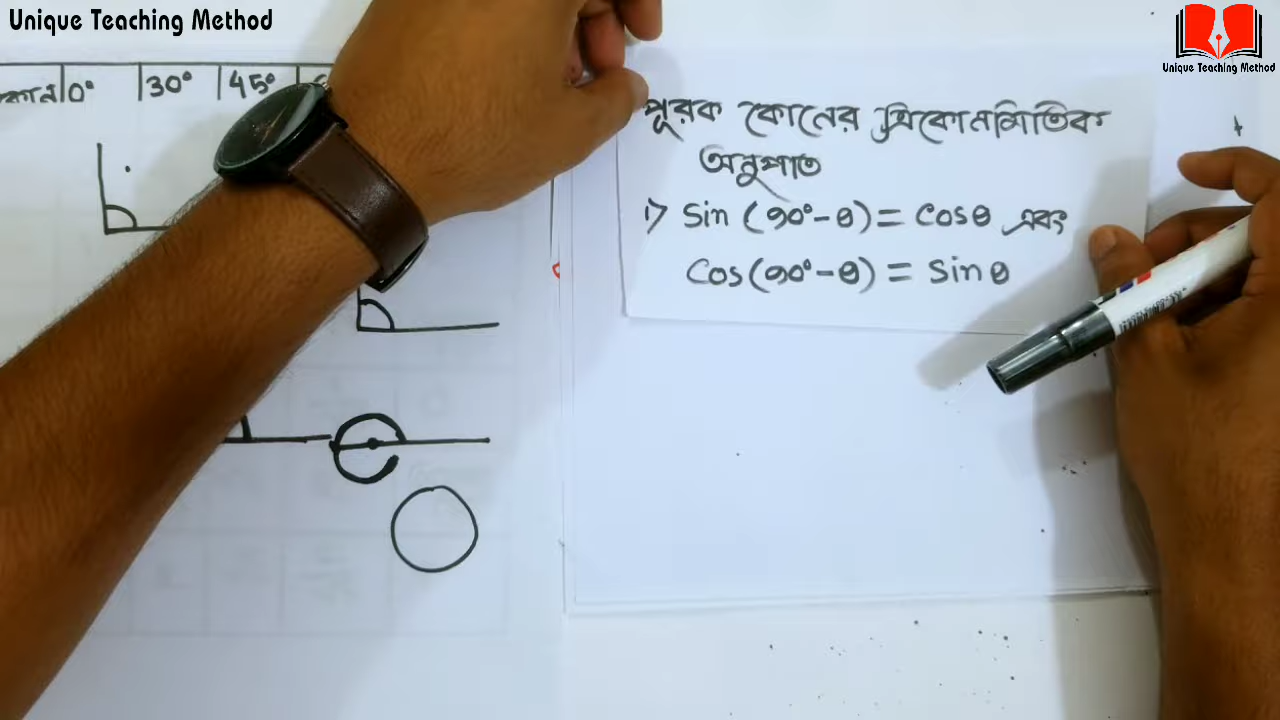 Unique Teaching Method
Unique Teaching Method
কোন 0° 30° 45°
পূরক কোনের ত্রিকোনমিতিক
অনুপাত
1> Sin (90°-θ) = Cosθ এবং
Cos(90°-θ) = Sinθ